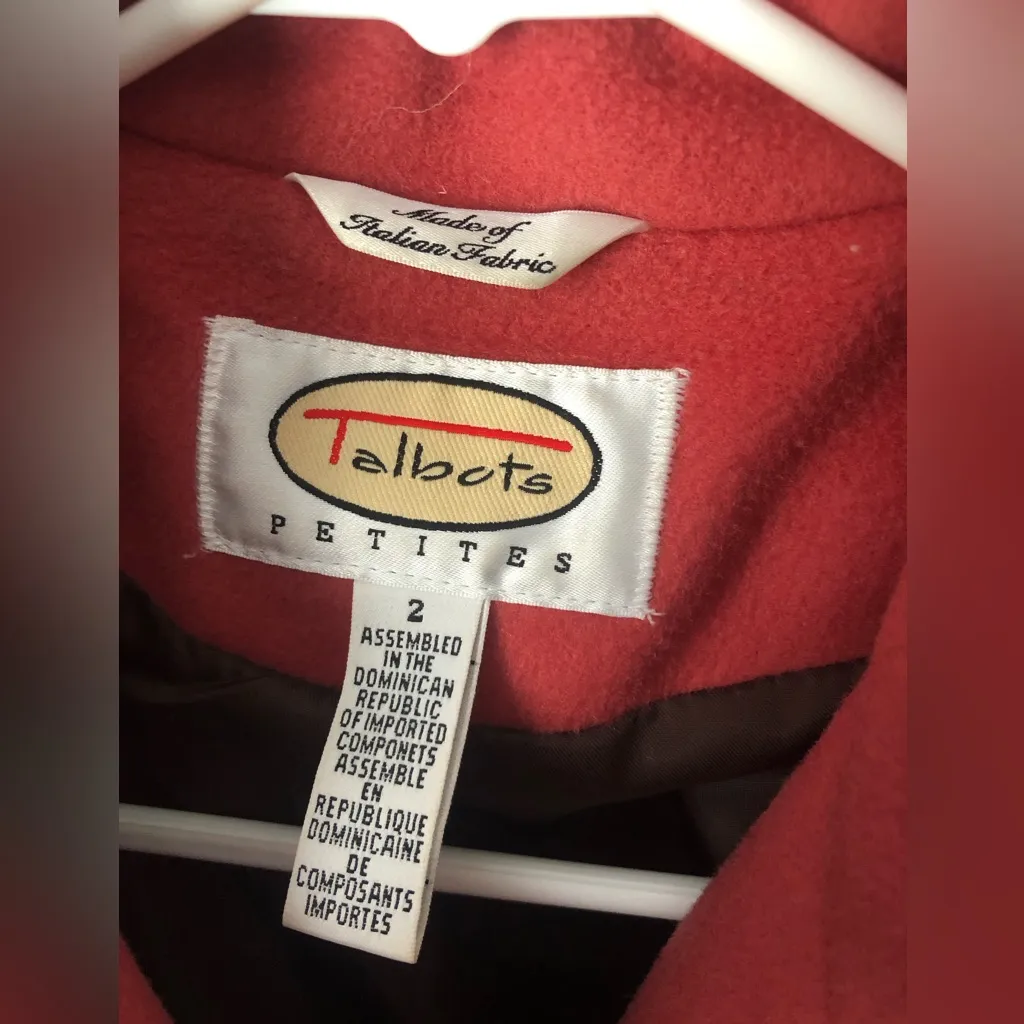 Made of
Italian Fabric
Talbots
PETITES
2
ASSEMBLED
IN THE
DOMINICAN
REPUBLIC
OF IMPORTED
COMPONETS
ASSEMBLE
EN
REPUBLIQUE
DOMINICAINE
DE
COMPOSANTS
IMPORTES